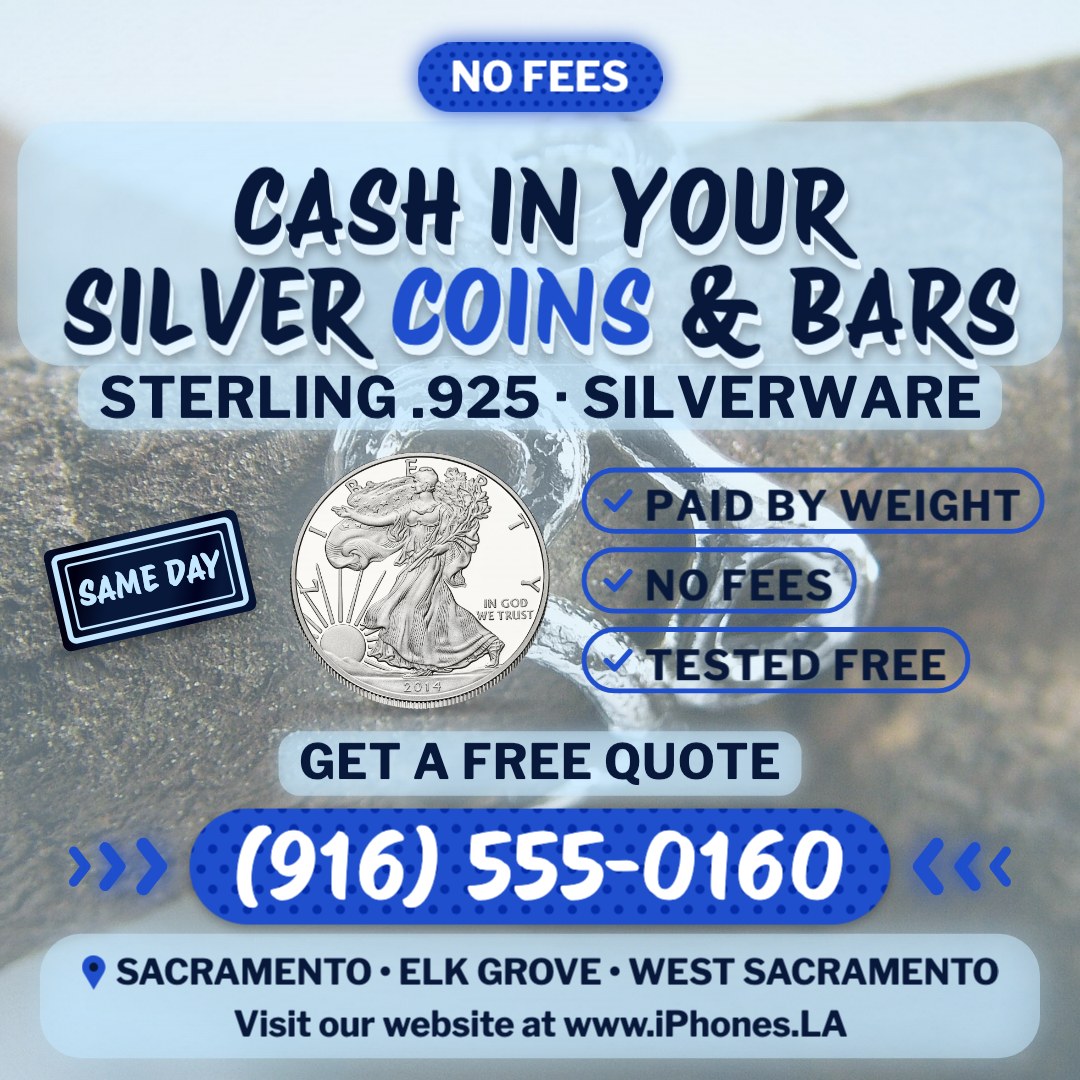 NO FEES
CASH IN YOUR
SILVER COINS & BARS
STERLING .925 · SILVERWARE
SAME DAY
LIBERTY
IN GOD
WE TRUST
2014
✓ PAID BY WEIGHT
✓ NO FEES
✓ TESTED FREE
GET A FREE QUOTE
(916) 555-0160
SACRAMENTO • ELK GROVE • WEST SACRAMENTO
Visit our website at www.iPhones.LA